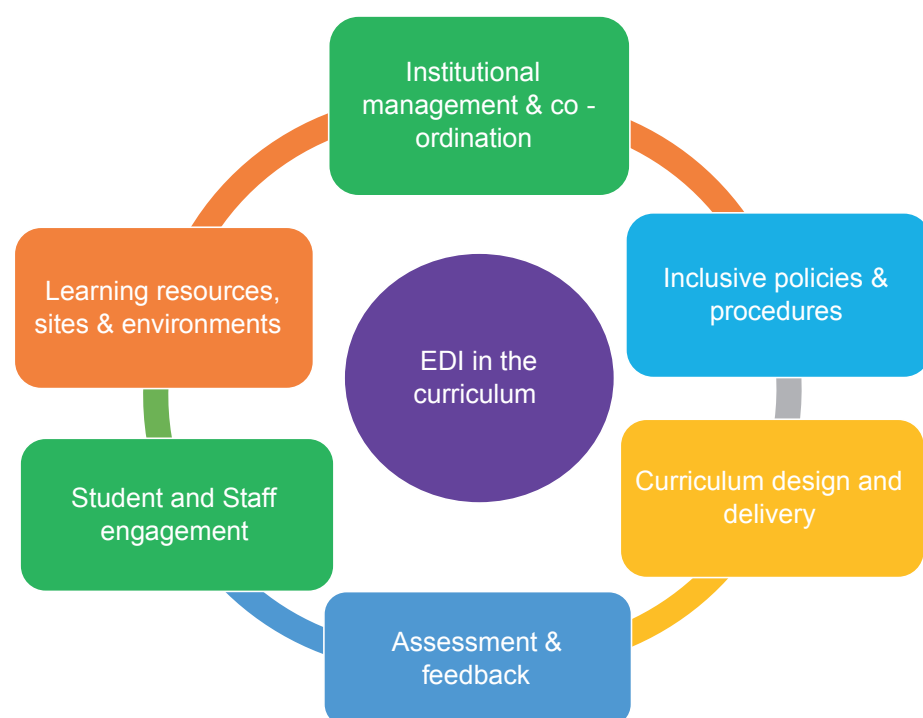 Institutional
management & co -
ordination
Inclusive policies &
procedures
Curriculum design and
delivery
Assessment &
feedback
Student and Staff
engagement
Learning resources,
sites & environments
EDI in the
curriculum